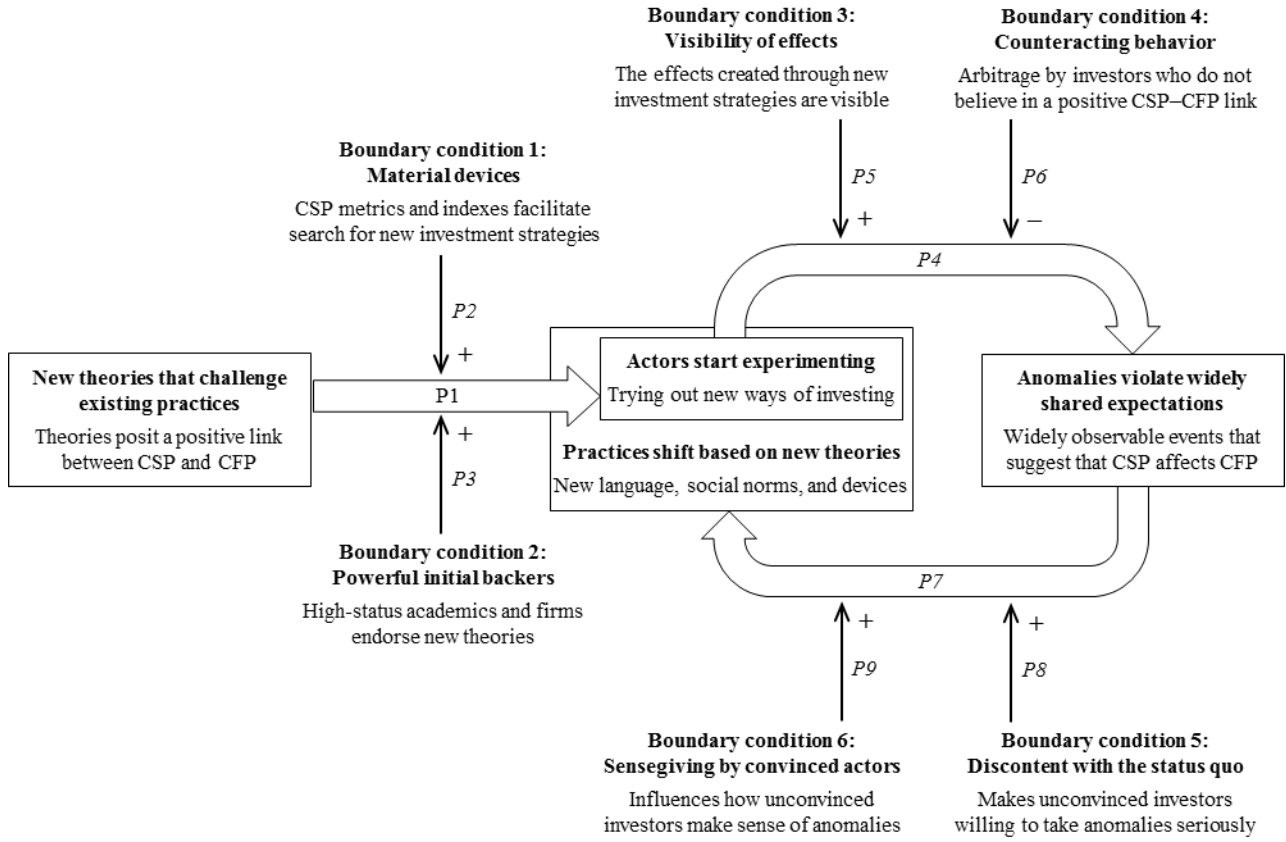 Boundary condition 3:
Visibility of effects
The effects created through new
investment strategies are visible
Boundary condition 4:
Counteracting behavior
Arbitrage by investors who do not
believe in a positive CSP–CFP link
Boundary condition 1:
Material devices
CSP metrics and indexes facilitate
search for new investment strategies
P5
+
P6
−
P4
P2
+
New theories that challenge
existing practices
Theories posit a positive link
between CSP and CFP
P1
Actors start experimenting
Trying out new ways of investing
Practices shift based on new theories
New language, social norms, and devices
Anomalies violate widely
shared expectations
Widely observable events that
suggest that CSP affects CFP
+
P3
Boundary condition 2:
Powerful initial backers
High-status academics and firms
endorse new theories
P7
+
P9
+
P8
Boundary condition 6:
Sensegiving by convinced actors
Influences how unconvinced
investors make sense of anomalies
Boundary condition 5:
Discontent with the status quo
Makes unconvinced investors
willing to take anomalies seriously